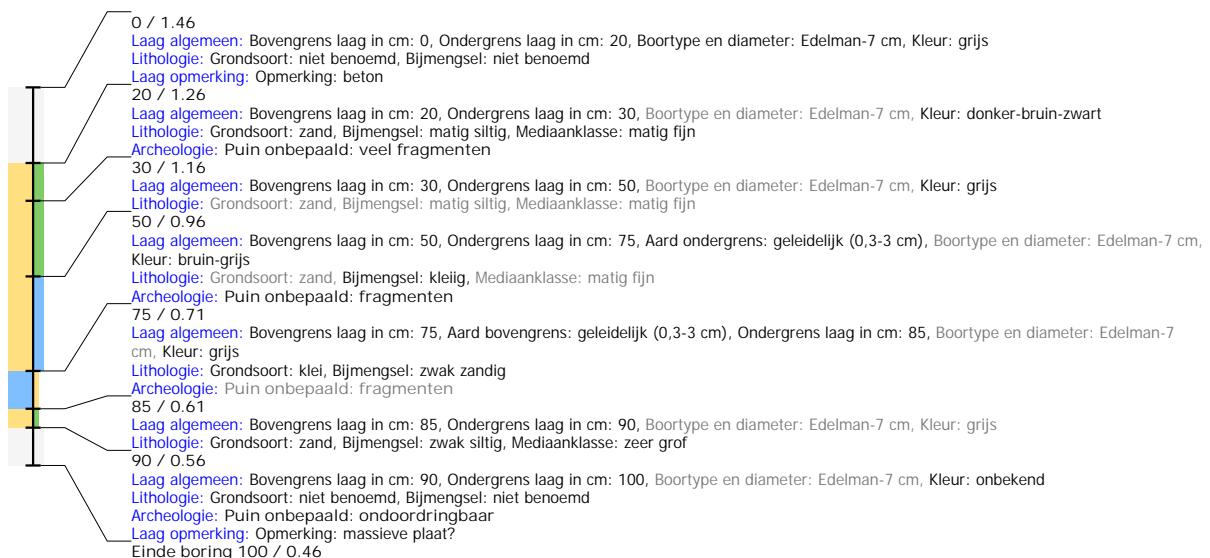 0 / 1.46
Laag algemeen: Bovengrens laag in cm: 0, Ondergrens laag in cm: 20, Boortype en diameter: Edelman-7 cm, Kleur: grijs
Lithologie: Grondsoort: niet benoemd, Bijmengsel: niet benoemd
Laag opmerking: Opmerking: beton
20 / 1.26
Laag algemeen: Bovengrens laag in cm: 20, Ondergrens laag in cm: 30, Boortype en diameter: Edelman-7 cm, Kleur: donker-bruin-zwart
Lithologie: Grondsoort: zand, Bijmengsel: matig siltig, Mediaanklasse: matig fijn
Archeologie: Puin onbepaald: veel fragmenten
30 / 1.16
Laag algemeen: Bovengrens laag in cm: 30, Ondergrens laag in cm: 50, Boortype en diameter: Edelman-7 cm, Kleur: grijs
Lithologie: Grondsoort: zand, Bijmengsel: matig siltig, Mediaanklasse: matig fijn
50 / 0.96
Laag algemeen: Bovengrens laag in cm: 50, Ondergrens laag in cm: 75, Aard ondergrens: geleidelijk (0,3-3 cm), Boortype en diameter: Edelman-7 cm,
Kleur: bruin-grijs
Lithologie: Grondsoort: zand, Bijmengsel: kleiig, Mediaanklasse: matig fijn
Archeologie: Puin onbepaald: fragmenten
75 / 0.71
Laag algemeen: Bovengrens laag in cm: 75, Aard bovengrens: geleidelijk (0,3-3 cm), Ondergrens laag in cm: 85, Boortype en diameter: Edelman-7
cm, Kleur: grijs
Lithologie: Grondsoort: klei, Bijmengsel: zwak zandig
Archeologie: Puin onbepaald: fragmenten
85 / 0.61
Laag algemeen: Bovengrens laag in cm: 85, Ondergrens laag in cm: 90, Boortype en diameter: Edelman-7 cm, Kleur: grijs
Lithologie: Grondsoort: zand, Bijmengsel: zwak siltig, Mediaanklasse: zeer grof
90 / 0.56
Laag algemeen: Bovengrens laag in cm: 90, Ondergrens laag in cm: 100, Boortype en diameter: Edelman-7 cm, Kleur: onbekend
Lithologie: Grondsoort: niet benoemd, Bijmengsel: niet benoemd
Archeologie: Puin onbepaald: ondoordringbaar
Laag opmerking: Opmerking: massieve plaat?
Einde boring 100 / 0.46